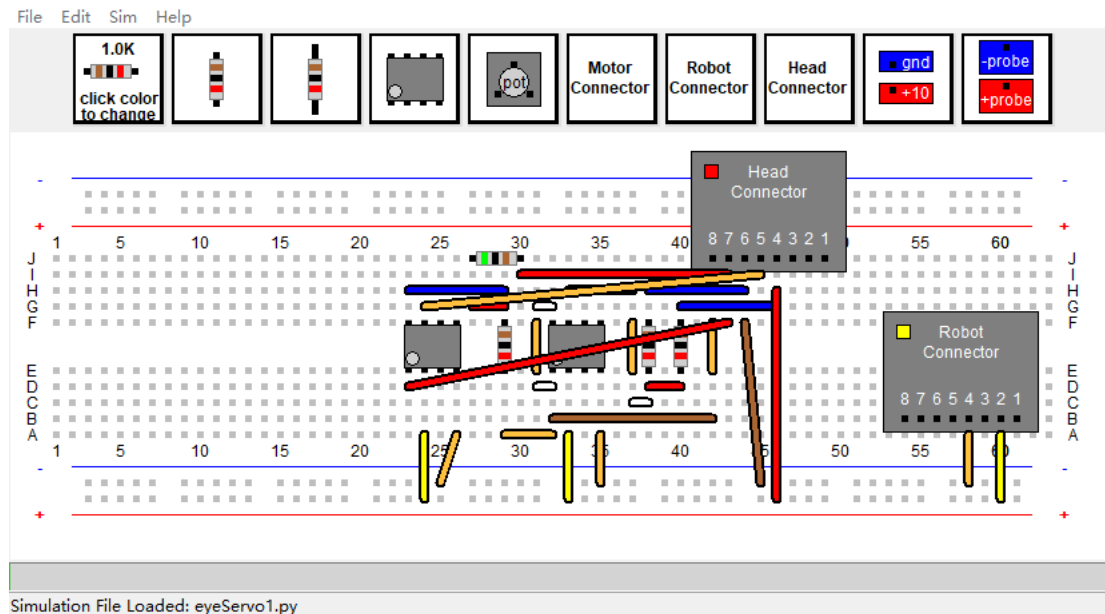 File Edit Sim Help
1.0K
click color
to change
pot
Motor
Connector
Robot
Connector
Head
Connector
gnd
+10
-probe
+probe
Head
Connector
8 7 6 5 4 3 2 1
- -
+ +
1 5 10 15 20 25 30 35 40 50 55 60
J J
I I
H H
G G
F F
Robot
Connector
8 7 6 5 4 3 2 1
E E
D D
C C
B B
A A
1 5 10 15 20 25 30 35 40 45 50 55 60
- -
+ +
Simulation File Loaded: eyeServo1.py